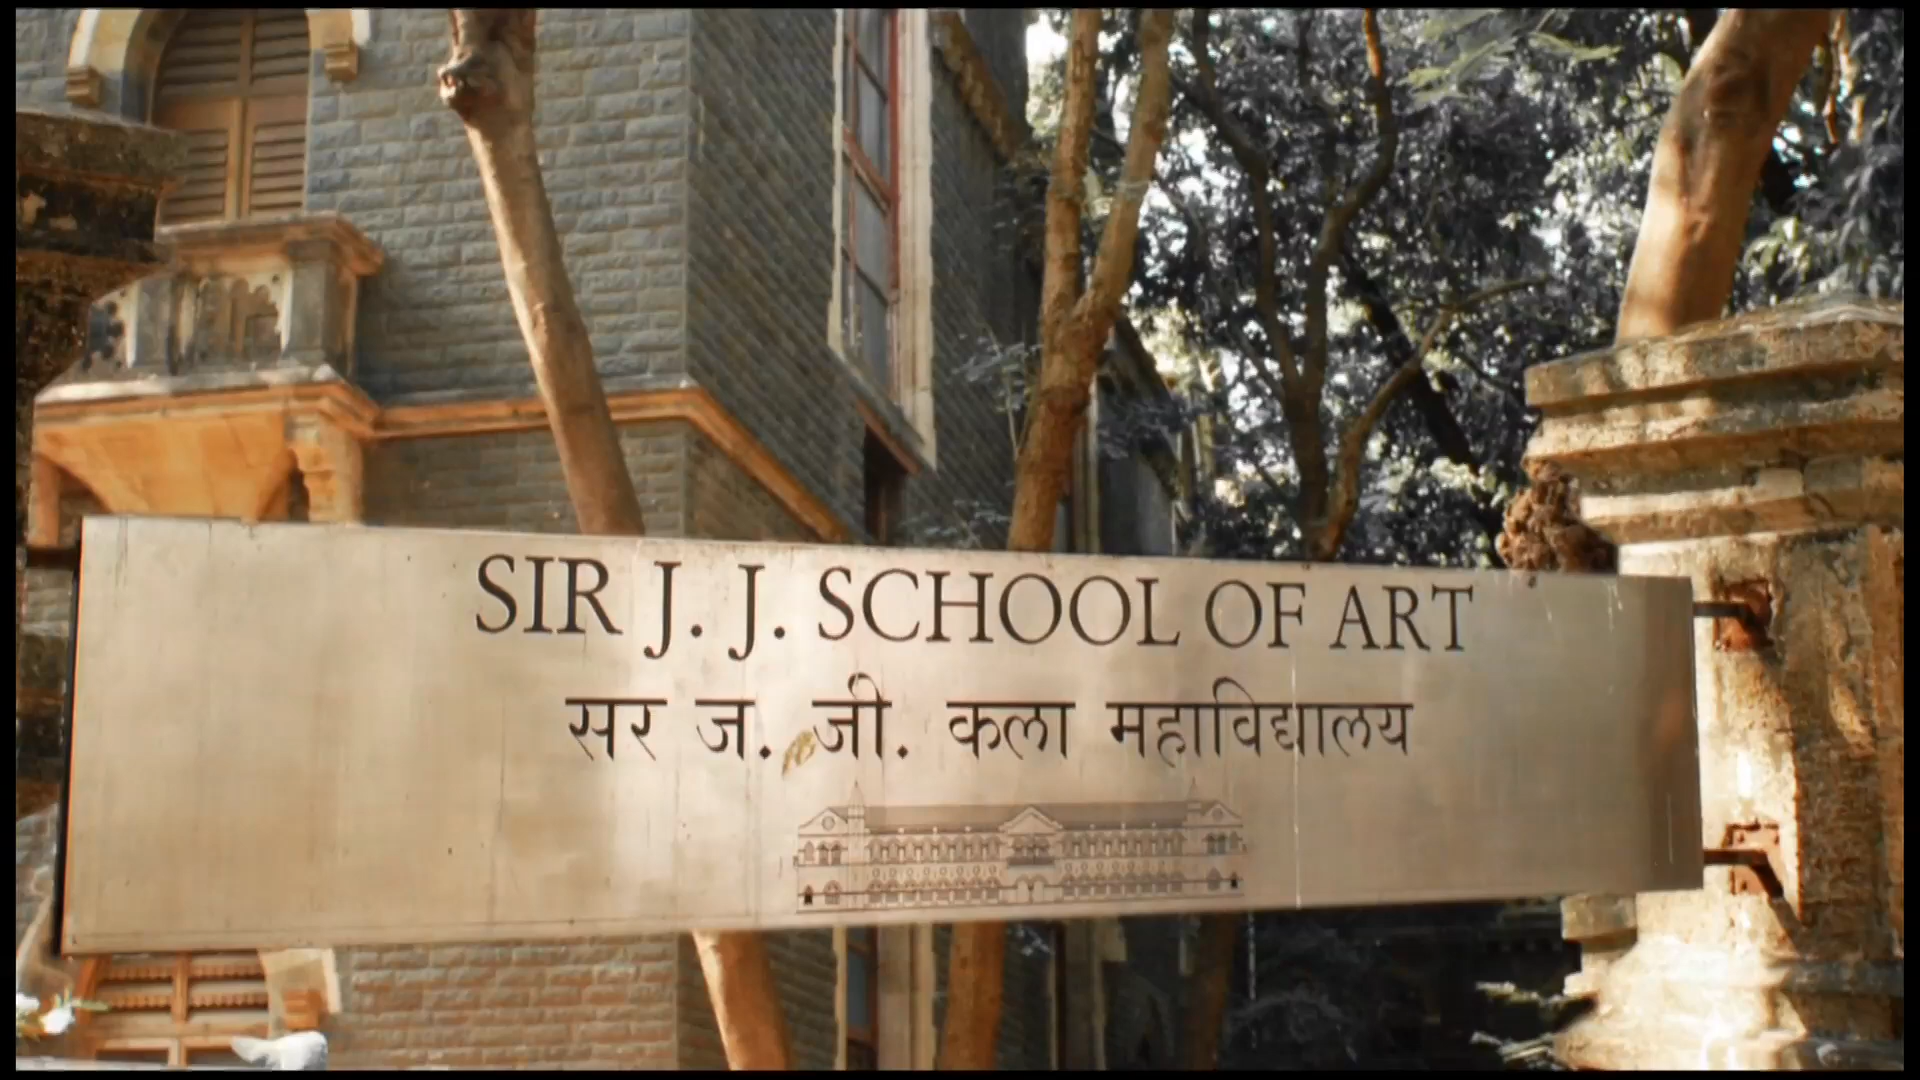 SIR J. J. SCHOOL OF ART
सर ज. जी. कला महाविद्यालय